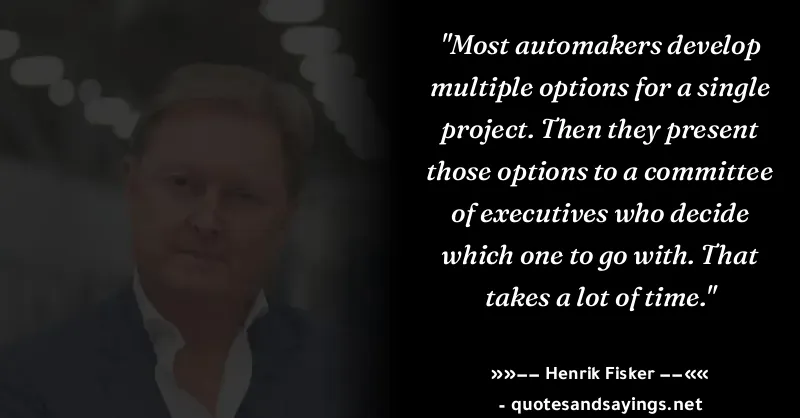 "Most automakers develop
multiple options for a single
project. Then they present
those options to a committee
of executives who decide
which one to go with. That
takes a lot of time."
»»−− Henrik Fisker −−««
- quotesandsayings.net